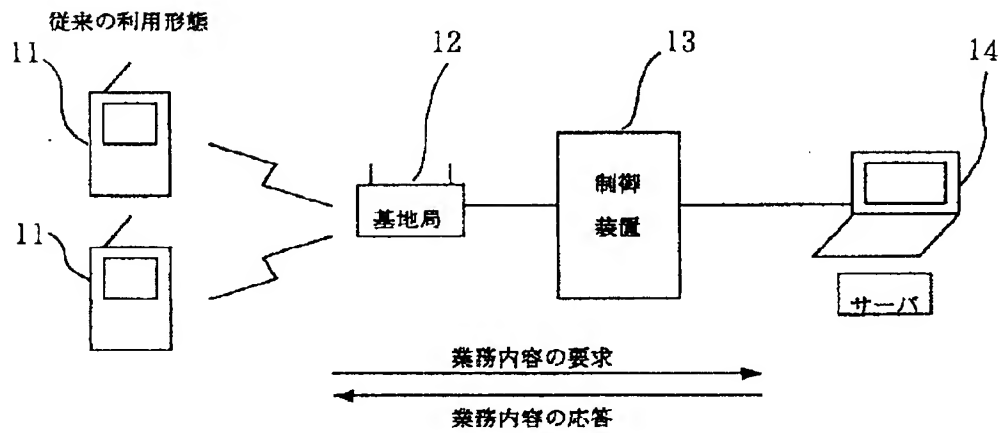 従来の利用形態
11
12
13
14
基地局
制御
装置
11
サーバ
業務内容の要求
業務内容の応答